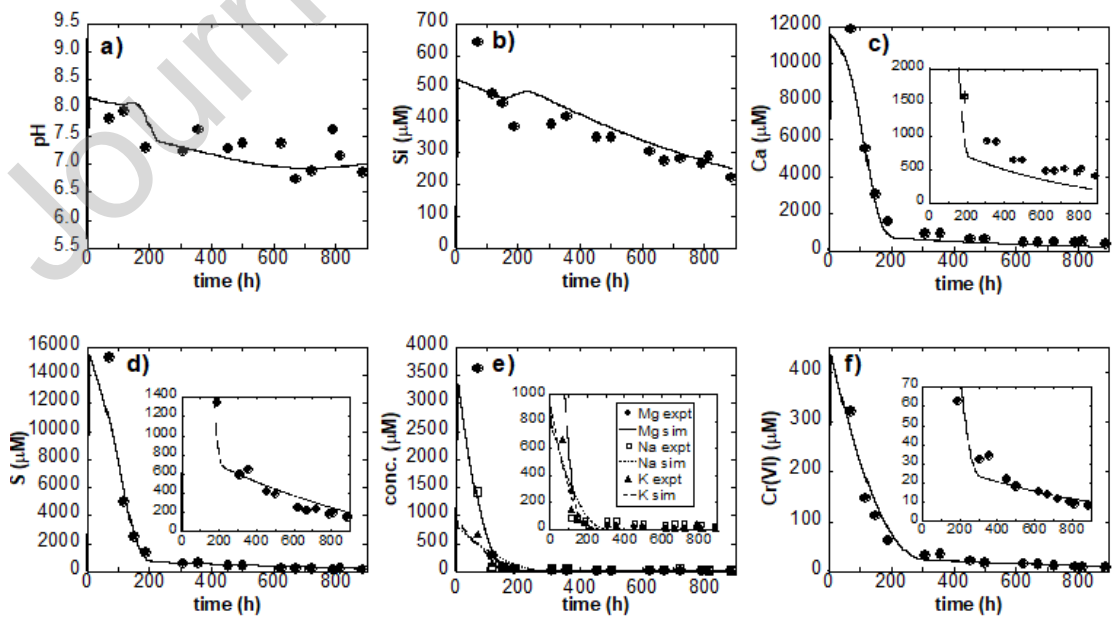 Journ
a)
9.5
9.0
8.5
8.0
7.5
7.0
6.5
6.0
5.5
pH
0 200 400 600 800
time (h)
b)
700
600
500
400
300
200
100
0
Si (µM)
0 200 400 600 800
time (h)
c)
12000
10000
8000
6000
4000
2000
0
Ca (µM)
2000
1500
1000
500
0
0 200 400 600 800
0 200 400 600 800
time (h)
d)
16000
14000
12000
10000
8000
6000
4000
2000
0
S (µM)
1400
1200
1000
800
600
400
200
0
0 200 400 600 800
0 200 400 600 800
time (h)
e)
4000
3500
3000
2500
2000
1500
1000
500
0
conc. (µM)
1000
800
600
400
200
0
0 200 400 600 800
Mg expt
Mg sim
Na expt
Na sim
K expt
K sim
0 200 400 600 800
time (h)
f)
400
300
200
100
0
Cr(VI) (µM)
70
60
50
40
30
20
10
0
0 200 400 600 800
0 200 400 600 800
time (h)